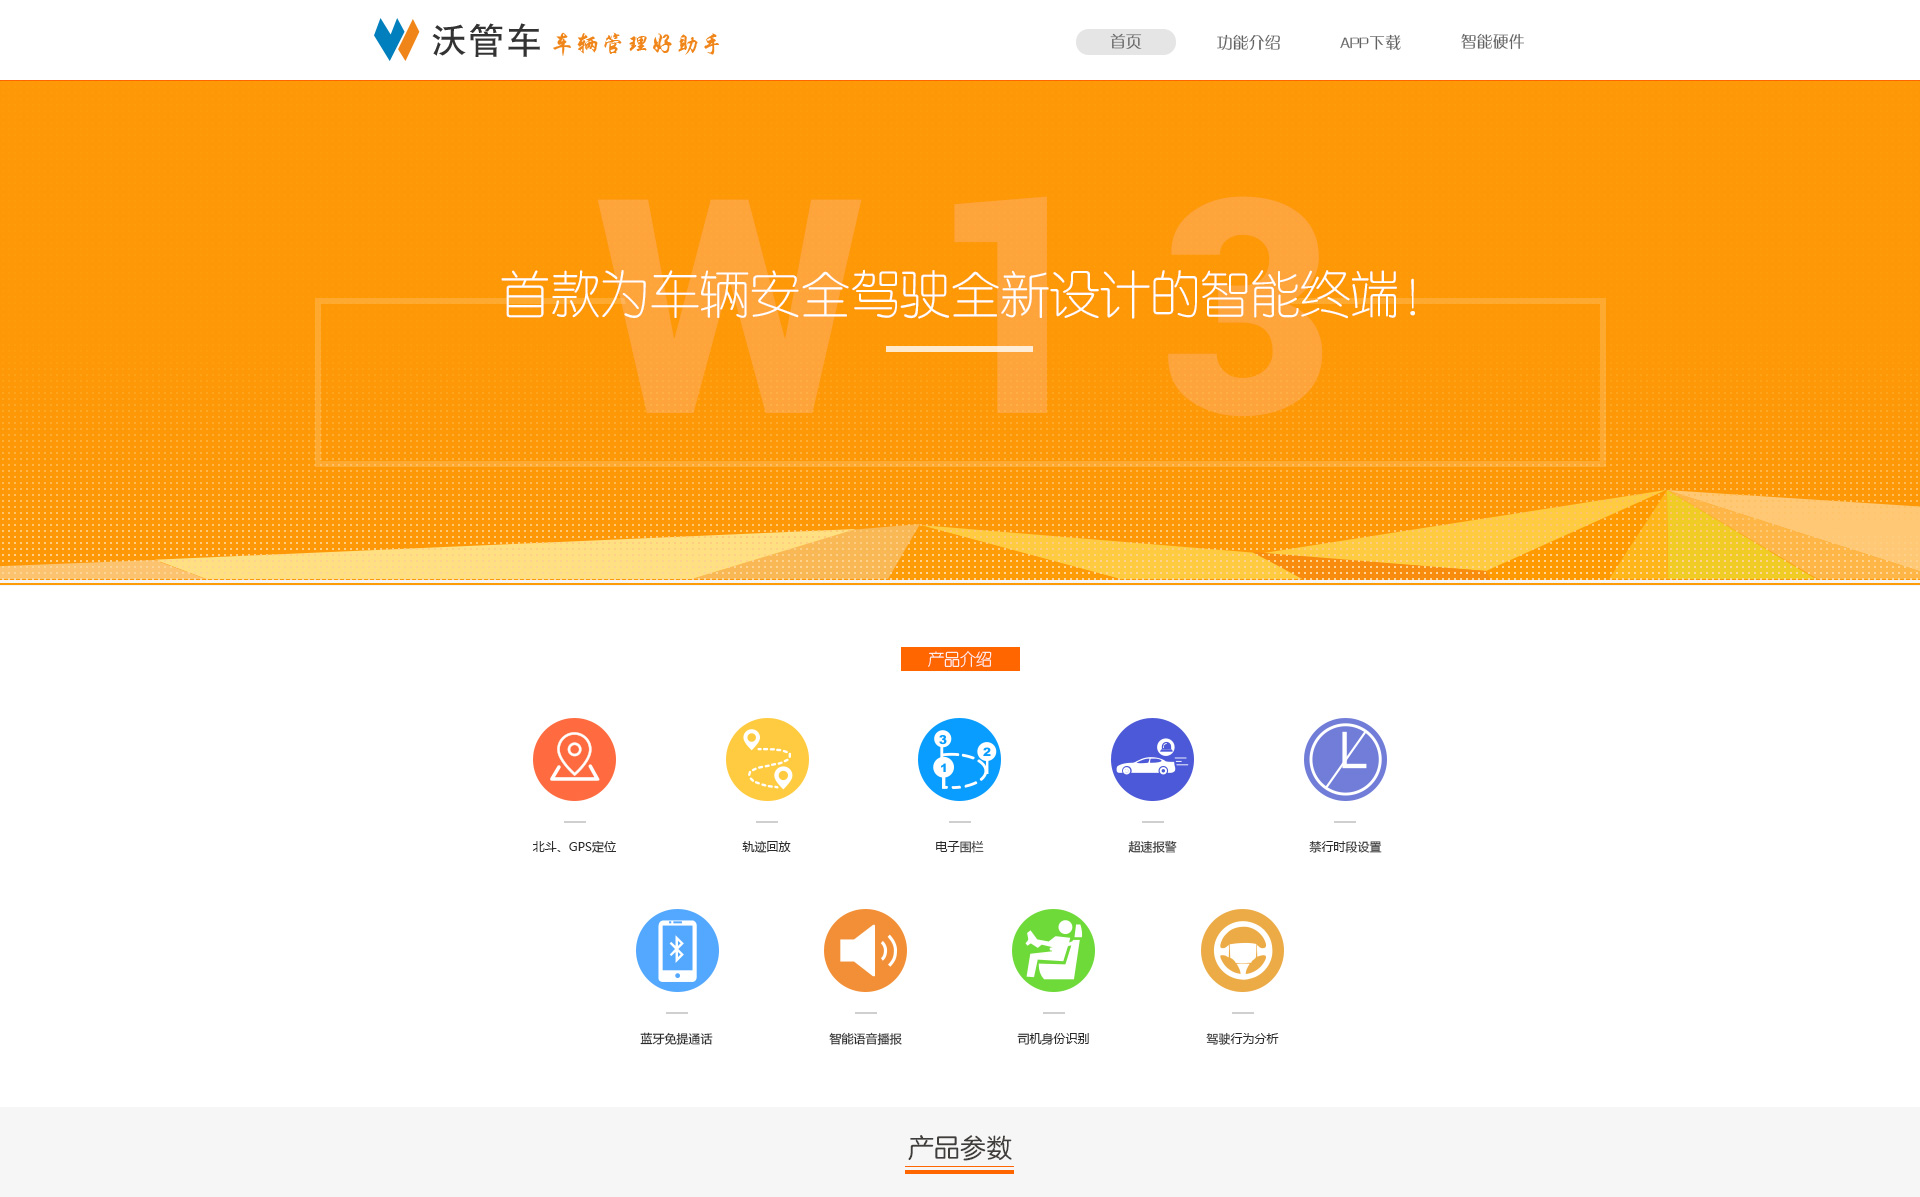 沃管车 车辆管理好助手
首页 功能介绍 APP下载 智能硬件
W13
首款为车辆安全驾驶全新设计的智能终端!
产品介绍
3 2 1
北斗、GPS定位 轨迹回放 电子围栏 超速报警 禁行时段设置
蓝牙免提通话 智能语音播报 司机身份识别 驾驶行为分析
产品参数